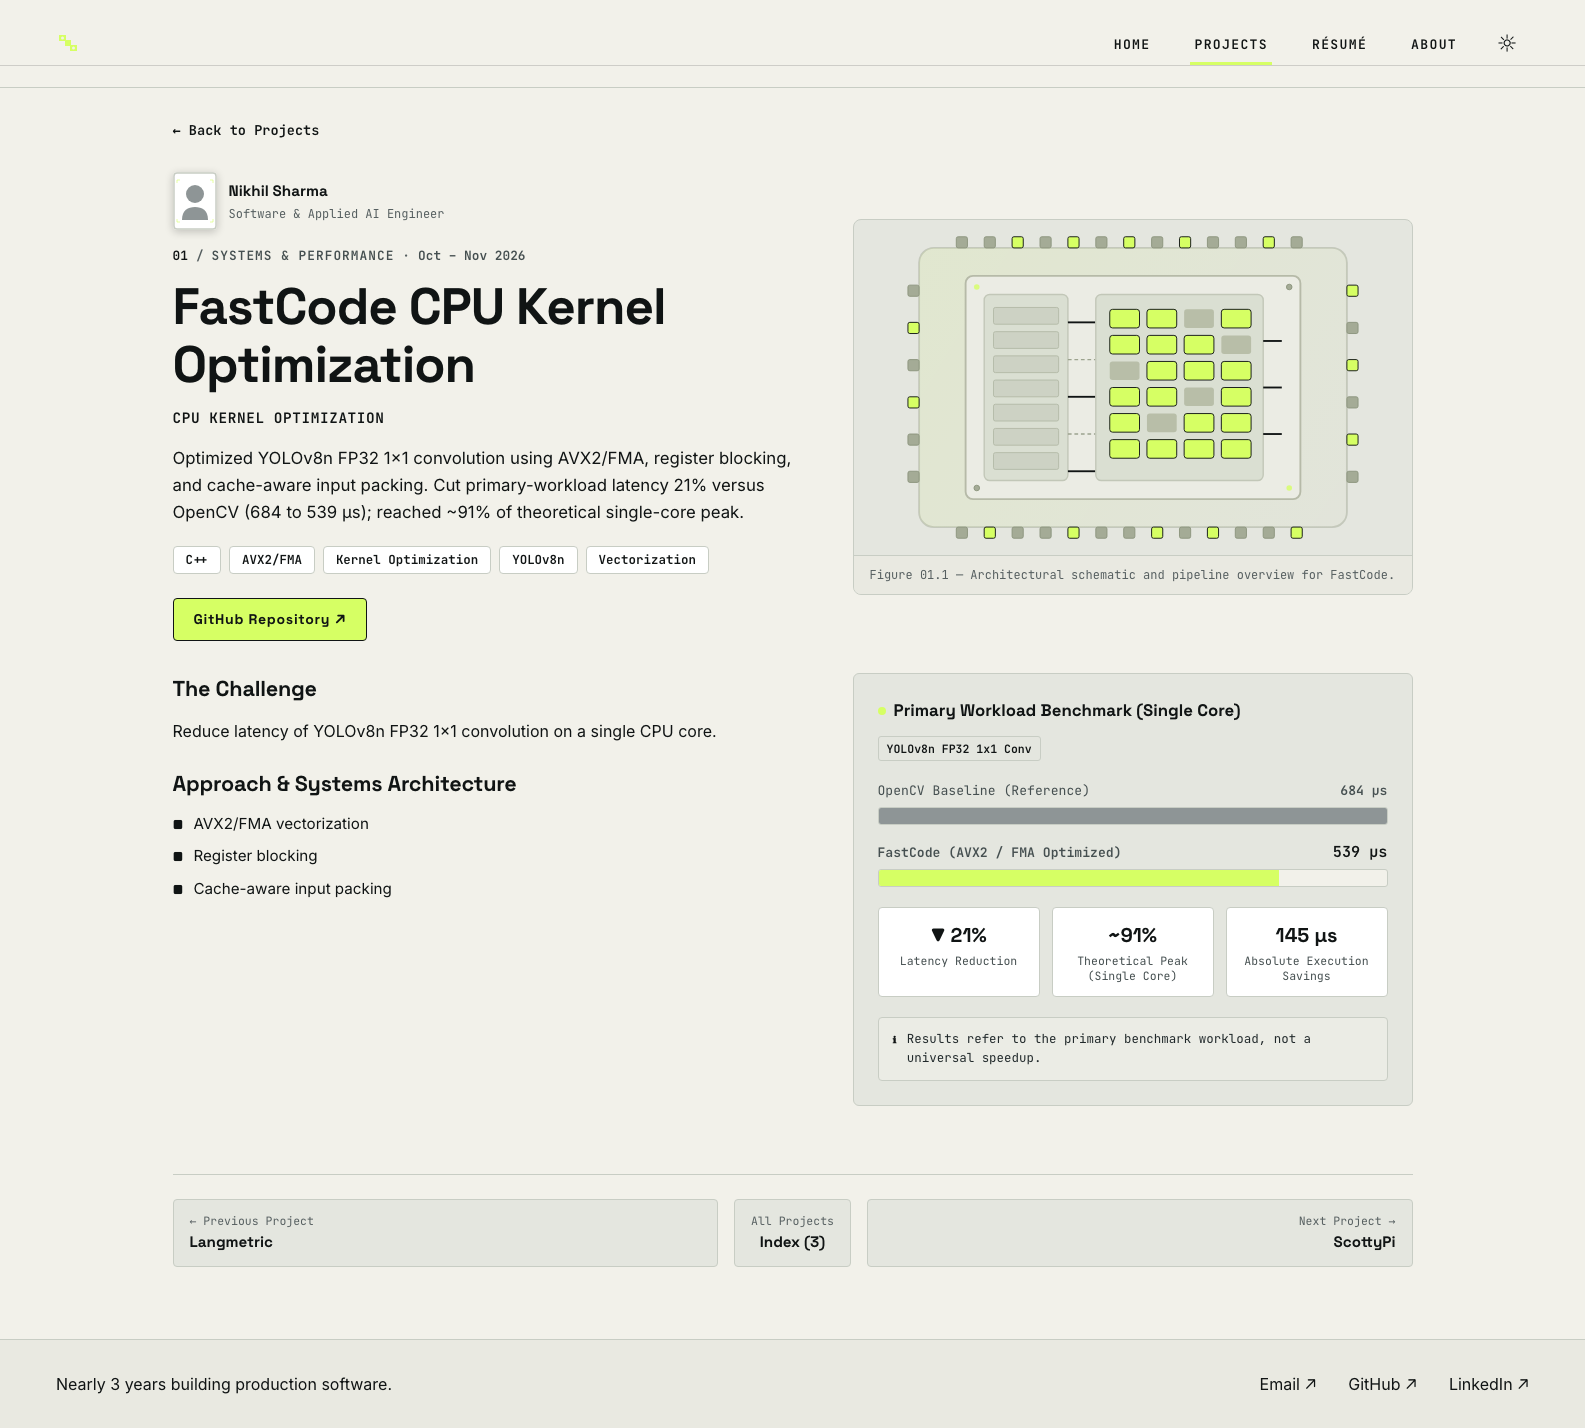 HOME
PROJECTS
RÉSUMÉ
ABOUT
← Back to Projects
Nikhil Sharma
Software & Applied AI Engineer
01 / SYSTEMS & PERFORMANCE · Oct – Nov 2026
FastCode CPU Kernel
Optimization
CPU KERNEL OPTIMIZATION
Optimized YOLOv8n FP32 1×1 convolution using AVX2/FMA, register blocking,
and cache-aware input packing. Cut primary-workload latency 21% versus
OpenCV (684 to 539 µs); reached ~91% of theoretical single-core peak.
C++
AVX2/FMA
Kernel Optimization
YOLOv8n
Vectorization
GitHub Repository ↗
Figure 01.1 — Architectural schematic and pipeline overview for FastCode.
The Challenge
Reduce latency of YOLOv8n FP32 1×1 convolution on a single CPU core.
Approach & Systems Architecture
AVX2/FMA vectorization
Register blocking
Cache-aware input packing
Primary Workload Benchmark (Single Core)
YOLOv8n FP32 1x1 Conv
OpenCV Baseline (Reference)
684 µs
FastCode (AVX2 / FMA Optimized)
539 µs
▼ 21%
Latency Reduction
~91%
Theoretical Peak
(Single Core)
145 µs
Absolute Execution
Savings
ℹ Results refer to the primary benchmark workload, not a
universal speedup.
← Previous Project
Langmetric
All Projects
Index (3)
Next Project →
ScottyPi
Nearly 3 years building production software.
Email ↗
GitHub ↗
LinkedIn ↗